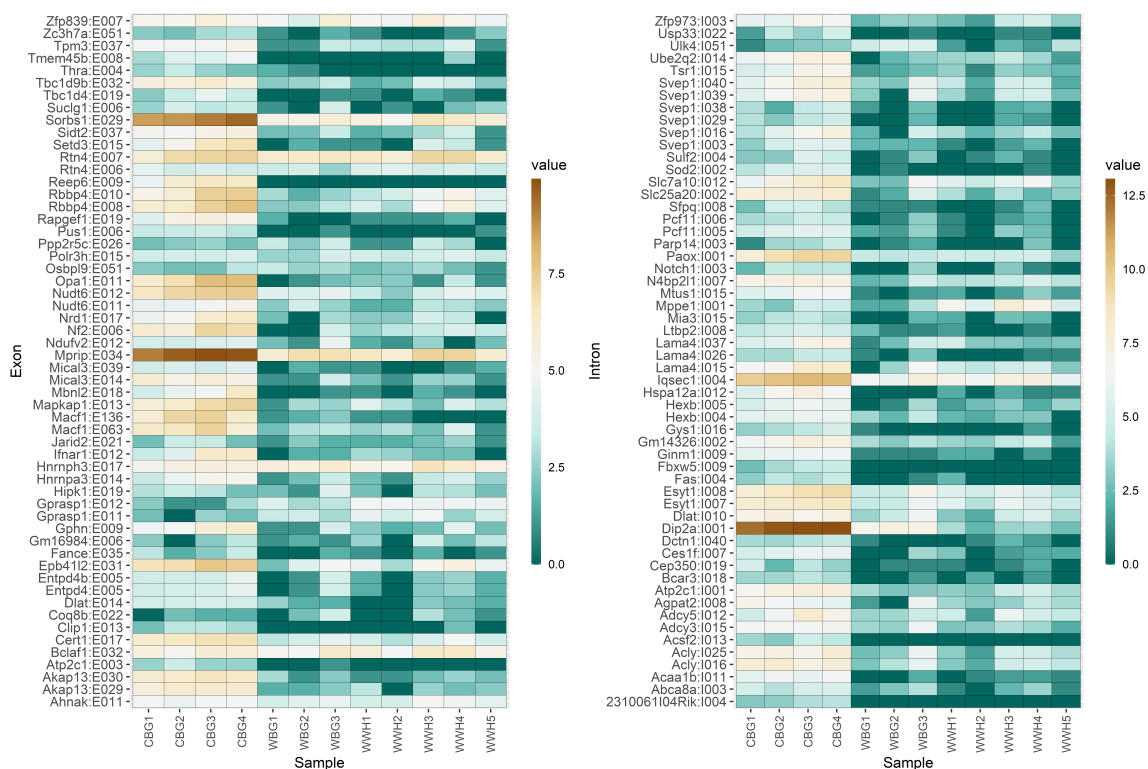 Exon
Zfp839:E007
Zc3h7a:E051
Tpm3:E037
Tmem45b:E008
Thra:E004
Tbc1d9b:E032
Tbc1d4:E019
Suclg1:E006
Sorbs1:E029
Sidt2:E037
Setd3:E015
Rtn4:E007
Rtn4:E006
Reep6:E009
Rbbp4:E010
Rbbp4:E008
Rapgef1:E019
Pus1:E006
Ppp2r5c:E026
Polr3h:E015
Osbpl9:E051
Opa1:E011
Nudt6:E012
Nudt6:E011
Nrd1:E017
Nf2:E006
Ndufv2:E012
Mprip:E034
Mical3:E039
Mical3:E014
Mbnl2:E018
Mapkap1:E013
Macf1:E136
Macf1:E063
Jarid2:E021
Ifnar1:E012
Hnrnph3:E017
Hnrnpa3:E014
Hipk1:E019
Gprasp1:E012
Gprasp1:E011
Gphn:E009
Gm16984:E006
Fance:E035
Epb41l2:E031
Entpd4b:E005
Entpd4:E005
Dlat:E014
Coq8b:E022
Clip1:E013
Cert1:E017
Bclaf1:E032
Atp2c1:E003
Akap13:E030
Akap13:E029
Ahnak:E011
CBG1 CBG2 CBG3 CBG4 WBG1 WBG2 WBG3 WWH1 WWH2 WWH3 WWH4 WWH5
Sample
value
7.5
5.0
2.5
0.0
Intron
Zfp973:I003
Usp33:I022
Ulk4:I051
Ube2q2:I014
Tsr1:I015
Svep1:I040
Svep1:I039
Svep1:I038
Svep1:I029
Svep1:I016
Svep1:I003
Sulf2:I004
Sod2:I002
Slc7a10:I012
Slc25a20:I002
Sfpq:I008
Pcf11:I006
Pcf11:I005
Parp14:I003
Paox:I001
Notch1:I003
N4bp2l1:I007
Mtus1:I015
Mppe1:I001
Mia3:I015
Ltbp2:I008
Lama4:I037
Lama4:I026
Lama4:I015
Iqsec1:I004
Hspa12a:I012
Hexb:I005
Hexb:I004
Gys1:I016
Gm14326:I002
Ginm1:I009
Fbxw5:I009
Fas:I004
Esyt1:I008
Esyt1:I007
Dlat:I010
Dip2a:I001
Dctn1:I040
Ces1f:I007
Cep350:I019
Bcar3:I018
Atp2c1:I001
Agpat2:I008
Adcy5:I012
Adcy3:I015
Acsf2:I013
Acly:I025
Acly:I016
Acaa1b:I011
Abca8a:I003
2310061I04Rik:I004
CBG1 CBG2 CBG3 CBG4 WBG1 WBG2 WBG3 WWH1 WWH2 WWH3 WWH4 WWH5
Sample
value
12.5
10.0
7.5
5.0
2.5
0.0